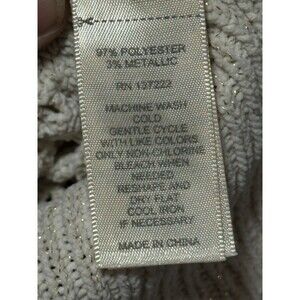 97% POLYESTER
3% METALLIC
RN 137222
MACHINE WASH
COLD
GENTLE CYCLE
WITH LIKE COLORS
ONLY NON-CHLORINE
BLEACH WHEN
NEEDED
RESHAPE AND
DRY FLAT
COOL IRON
IF NECESSARY
MADE IN CHINA